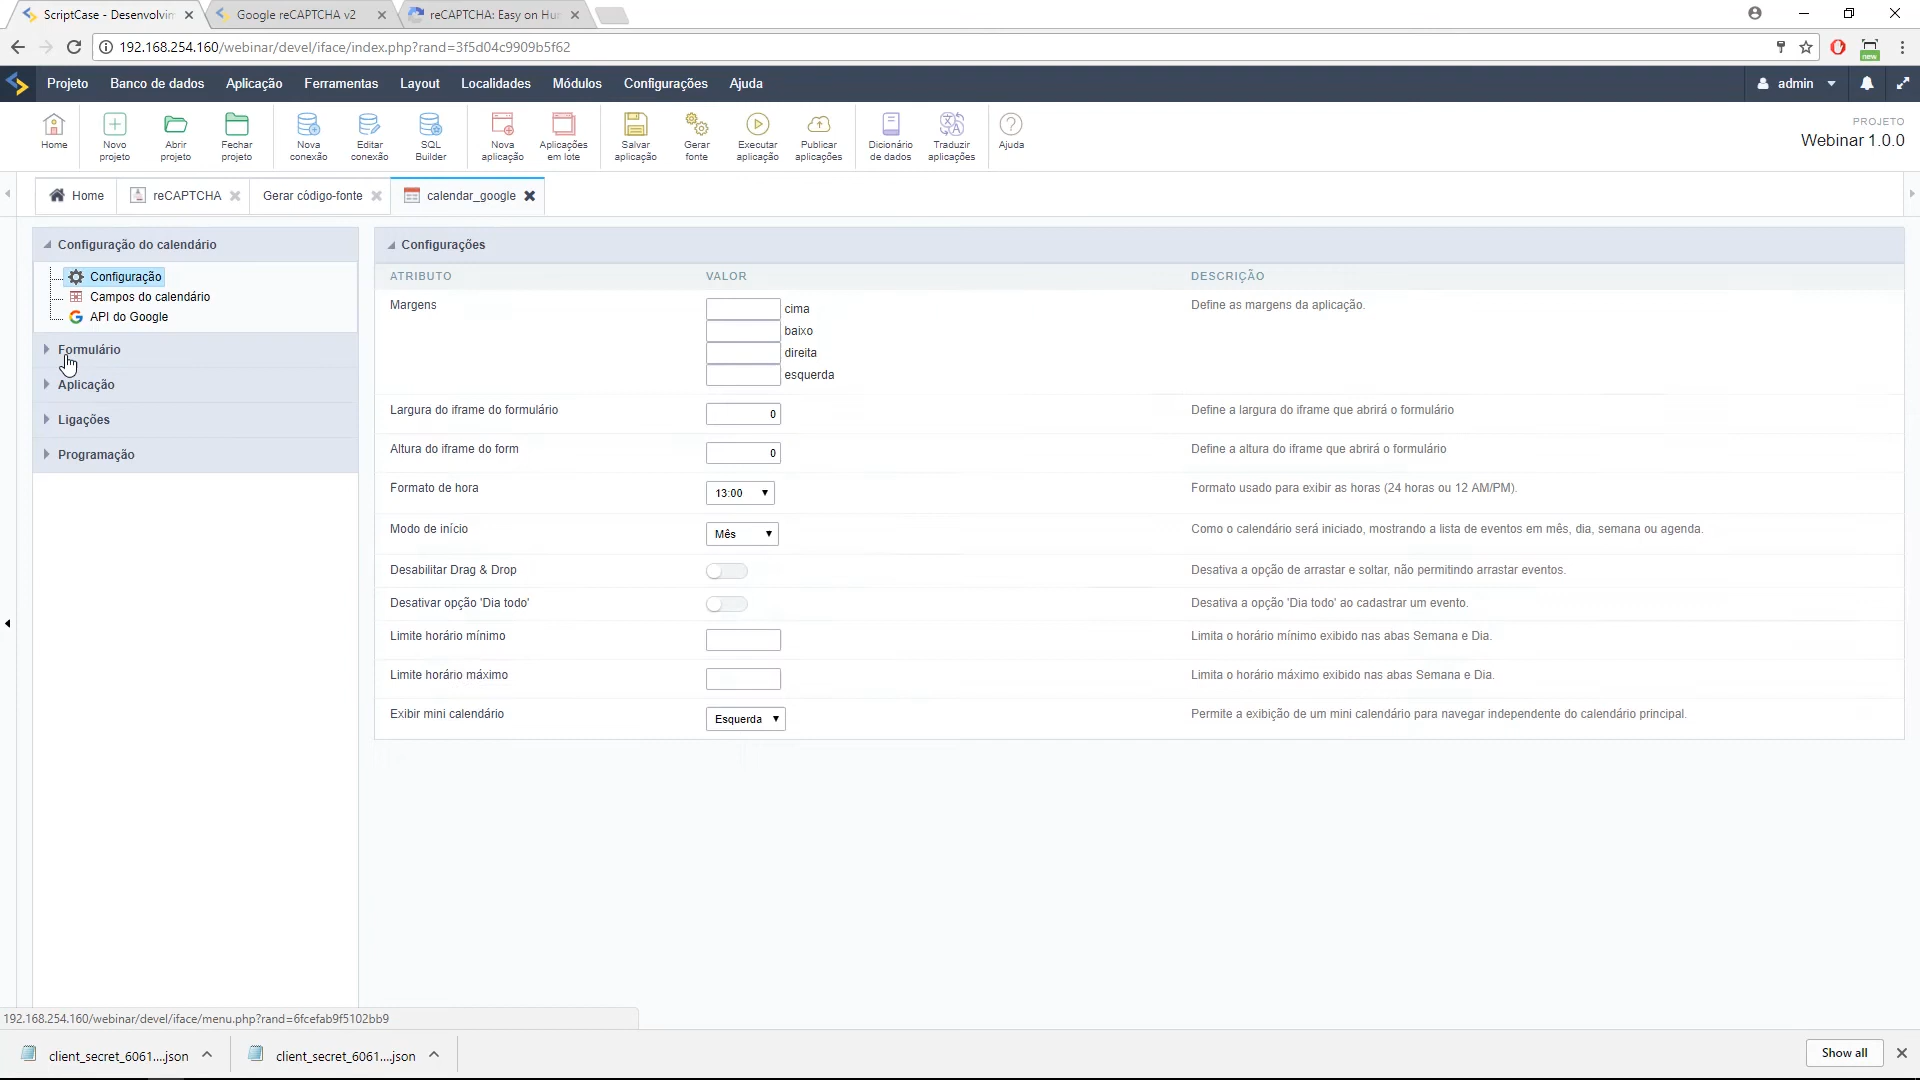 ScriptCase - Desenvolvim
Google reCAPTCHA v2
reCAPTCHA: Easy on Hu
192.168.254.160/webinar/devel/iface/index.php?rand=3f5d04c9909b5f62
new
Projeto
Banco de dados
Aplicação
Ferramentas
Layout
Localidades
Módulos
Configurações
Ajuda
admin
Home
Novo projeto
Abrir projeto
Fechar projeto
Nova conexão
Editar conexão
SQL Builder
Nova aplicação
Aplicações em lote
Salvar aplicação
Gerar fonte
Executar aplicação
Publicar aplicações
Dicionário de dados
Traduzir aplicações
Ajuda
PROJETO
Webinar 1.0.0
Home
reCAPTCHA
Gerar código-fonte
calendar_google
Configuração do calendário
Configuração
Campos do calendário
API do Google
Formulário
Aplicação
Ligações
Programação
Configurações
ATRIBUTO VALOR DESCRIÇÃO
Margens cima Define as margens da aplicação.
baixo
direita
esquerda
Largura do iframe do formulário 0 Define a largura do iframe que abrirá o formulário
Altura do iframe do form 0 Define a altura do iframe que abrirá o formulário
Formato de hora 13:00 Formato usado para exibir as horas (24 horas ou 12 AM/PM).
Modo de início Mês Como o calendário será iniciado, mostrando a lista de eventos em mês, dia, semana ou agenda.
Desabilitar Drag & Drop Desativa a opção de arrastar e soltar, não permitindo arrastar eventos.
Desativar opção 'Dia todo' Desativa a opção 'Dia todo' ao cadastrar um evento.
Limite horário mínimo Limita o horário mínimo exibido nas abas Semana e Dia.
Limite horário máximo Limita o horário máximo exibido nas abas Semana e Dia.
Exibir mini calendário Esquerda Permite a exibição de um mini calendário para navegar independente do calendário principal.
192.168.254.160/webinar/devel/iface/menu.php?rand=6fcefab9f5102bb9
client_secret_6061....json
client_secret_6061....json
Show all